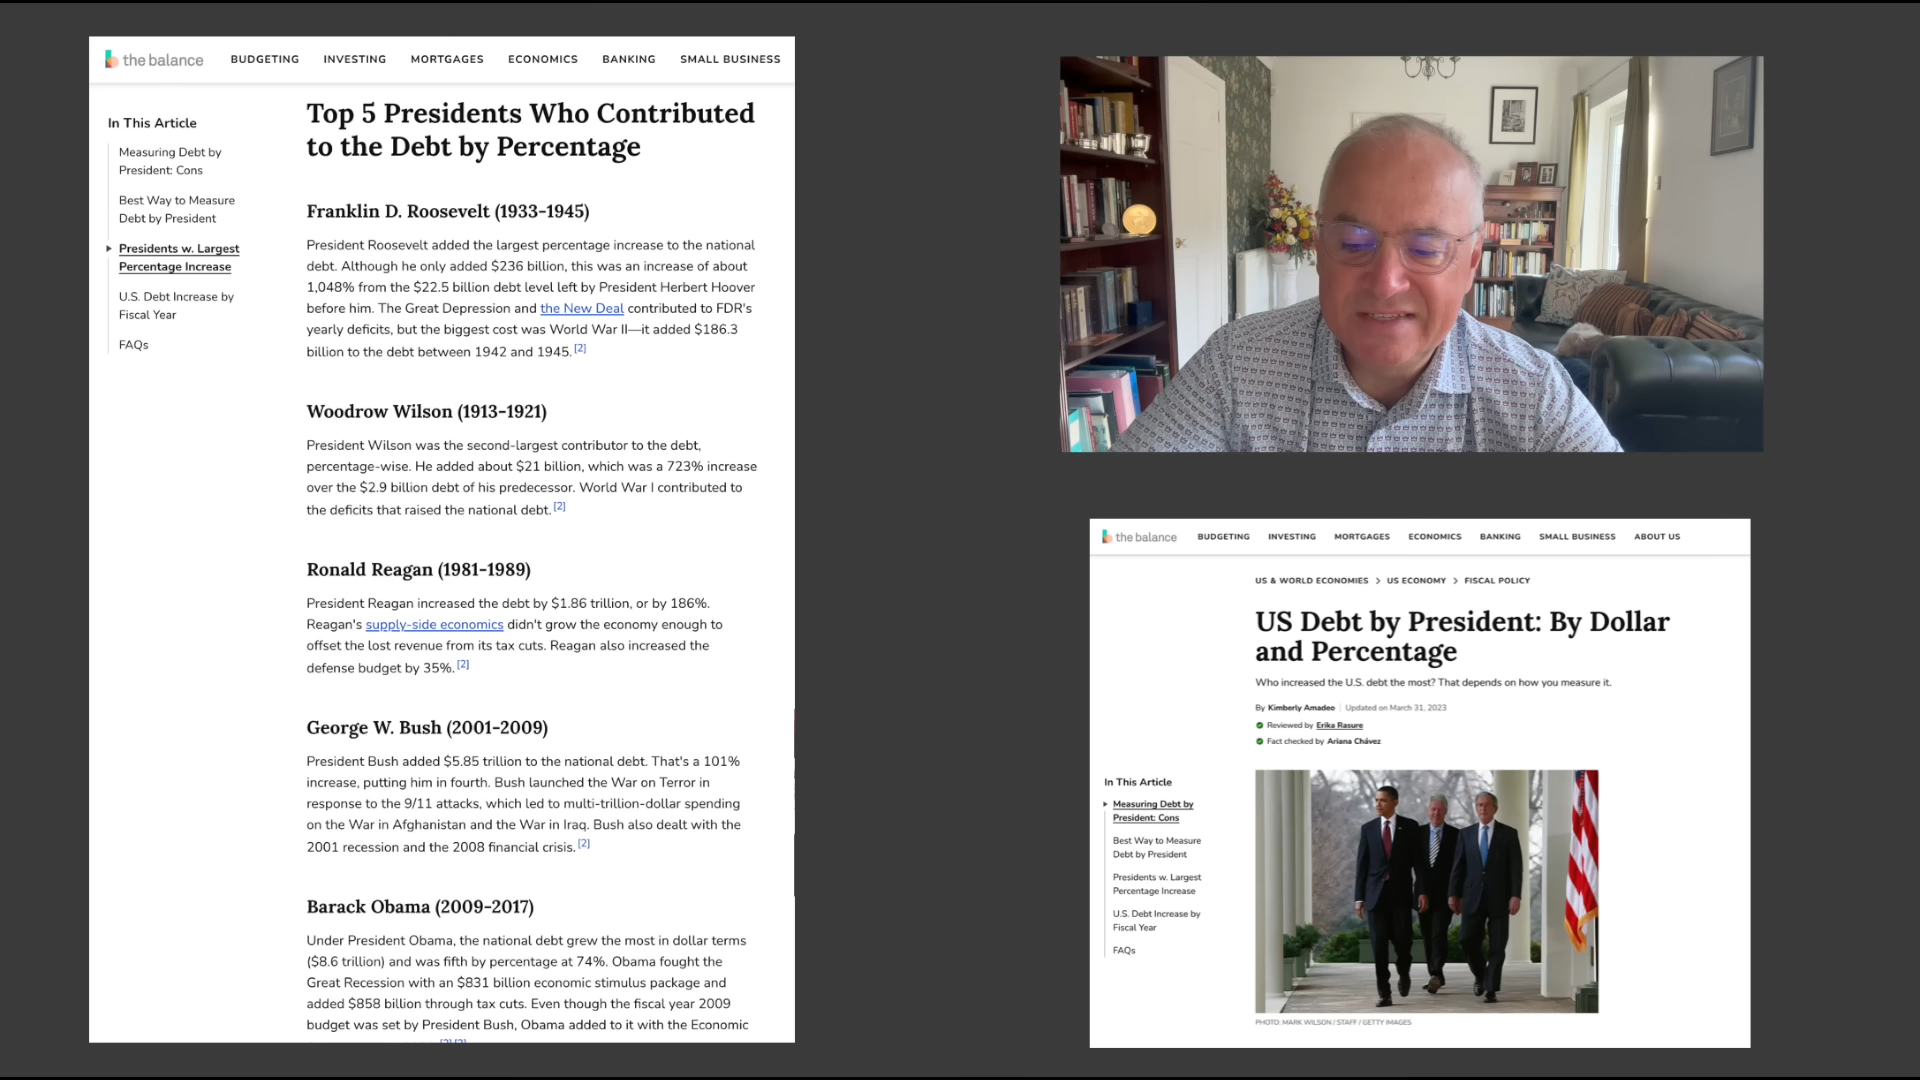 the balance
BUDGETING INVESTING MORTGAGES ECONOMICS BANKING SMALL BUSINESS
In This Article
Measuring Debt by
President: Cons
Best Way to Measure
Debt by President
Presidents w. Largest
Percentage Increase
U.S. Debt Increase by
Fiscal Year
FAQs
Top 5 Presidents Who Contributed
to the Debt by Percentage
Franklin D. Roosevelt (1933-1945)
President Roosevelt added the largest percentage increase to the national
debt. Although he only added $236 billion, this was an increase of about
1,048% from the $22.5 billion debt level left by President Herbert Hoover
before him. The Great Depression and the New Deal contributed to FDR's
yearly deficits, but the biggest cost was World War II—it added $186.3
billion to the debt between 1942 and 1945. [2]
Woodrow Wilson (1913-1921)
President Wilson was the second-largest contributor to the debt,
percentage-wise. He added about $21 billion, which was a 723% increase
over the $2.9 billion debt of his predecessor. World War I contributed to
the deficits that raised the national debt. [2]
Ronald Reagan (1981-1989)
President Reagan increased the debt by $1.86 trillion, or by 186%.
Reagan's supply-side economics didn't grow the economy enough to
offset the lost revenue from its tax cuts. Reagan also increased the
defense budget by 35%. [2]
George W. Bush (2001-2009)
President Bush added $5.85 trillion to the national debt. That's a 101%
increase, putting him in fourth. Bush launched the War on Terror in
response to the 9/11 attacks, which led to multi-trillion-dollar spending
on the War in Afghanistan and the War in Iraq. Bush also dealt with the
2001 recession and the 2008 financial crisis. [2]
Barack Obama (2009-2017)
Under President Obama, the national debt grew the most in dollar terms
($8.6 trillion) and was fifth by percentage at 74%. Obama fought the
Great Recession with an $831 billion economic stimulus package and
added $858 billion through tax cuts. Even though the fiscal year 2009
budget was set by President Bush, Obama added to it with the Economic
the balance
BUDGETING INVESTING MORTGAGES ECONOMICS BANKING SMALL BUSINESS ABOUT US
US & WORLD ECONOMIES > US ECONOMY > FISCAL POLICY
US Debt by President: By Dollar
and Percentage
Who increased the U.S. debt the most? That depends on how you measure it.
By Kimberly Amadeo | Updated on March 31, 2023
Reviewed by Erika Rasure
Fact checked by Ariana Chávez
In This Article
Measuring Debt by
President: Cons
Best Way to Measure
Debt by President
Presidents w. Largest
Percentage Increase
U.S. Debt Increase by
Fiscal Year
FAQs
PHOTO: MARK WILSON / STAFF / GETTY IMAGES